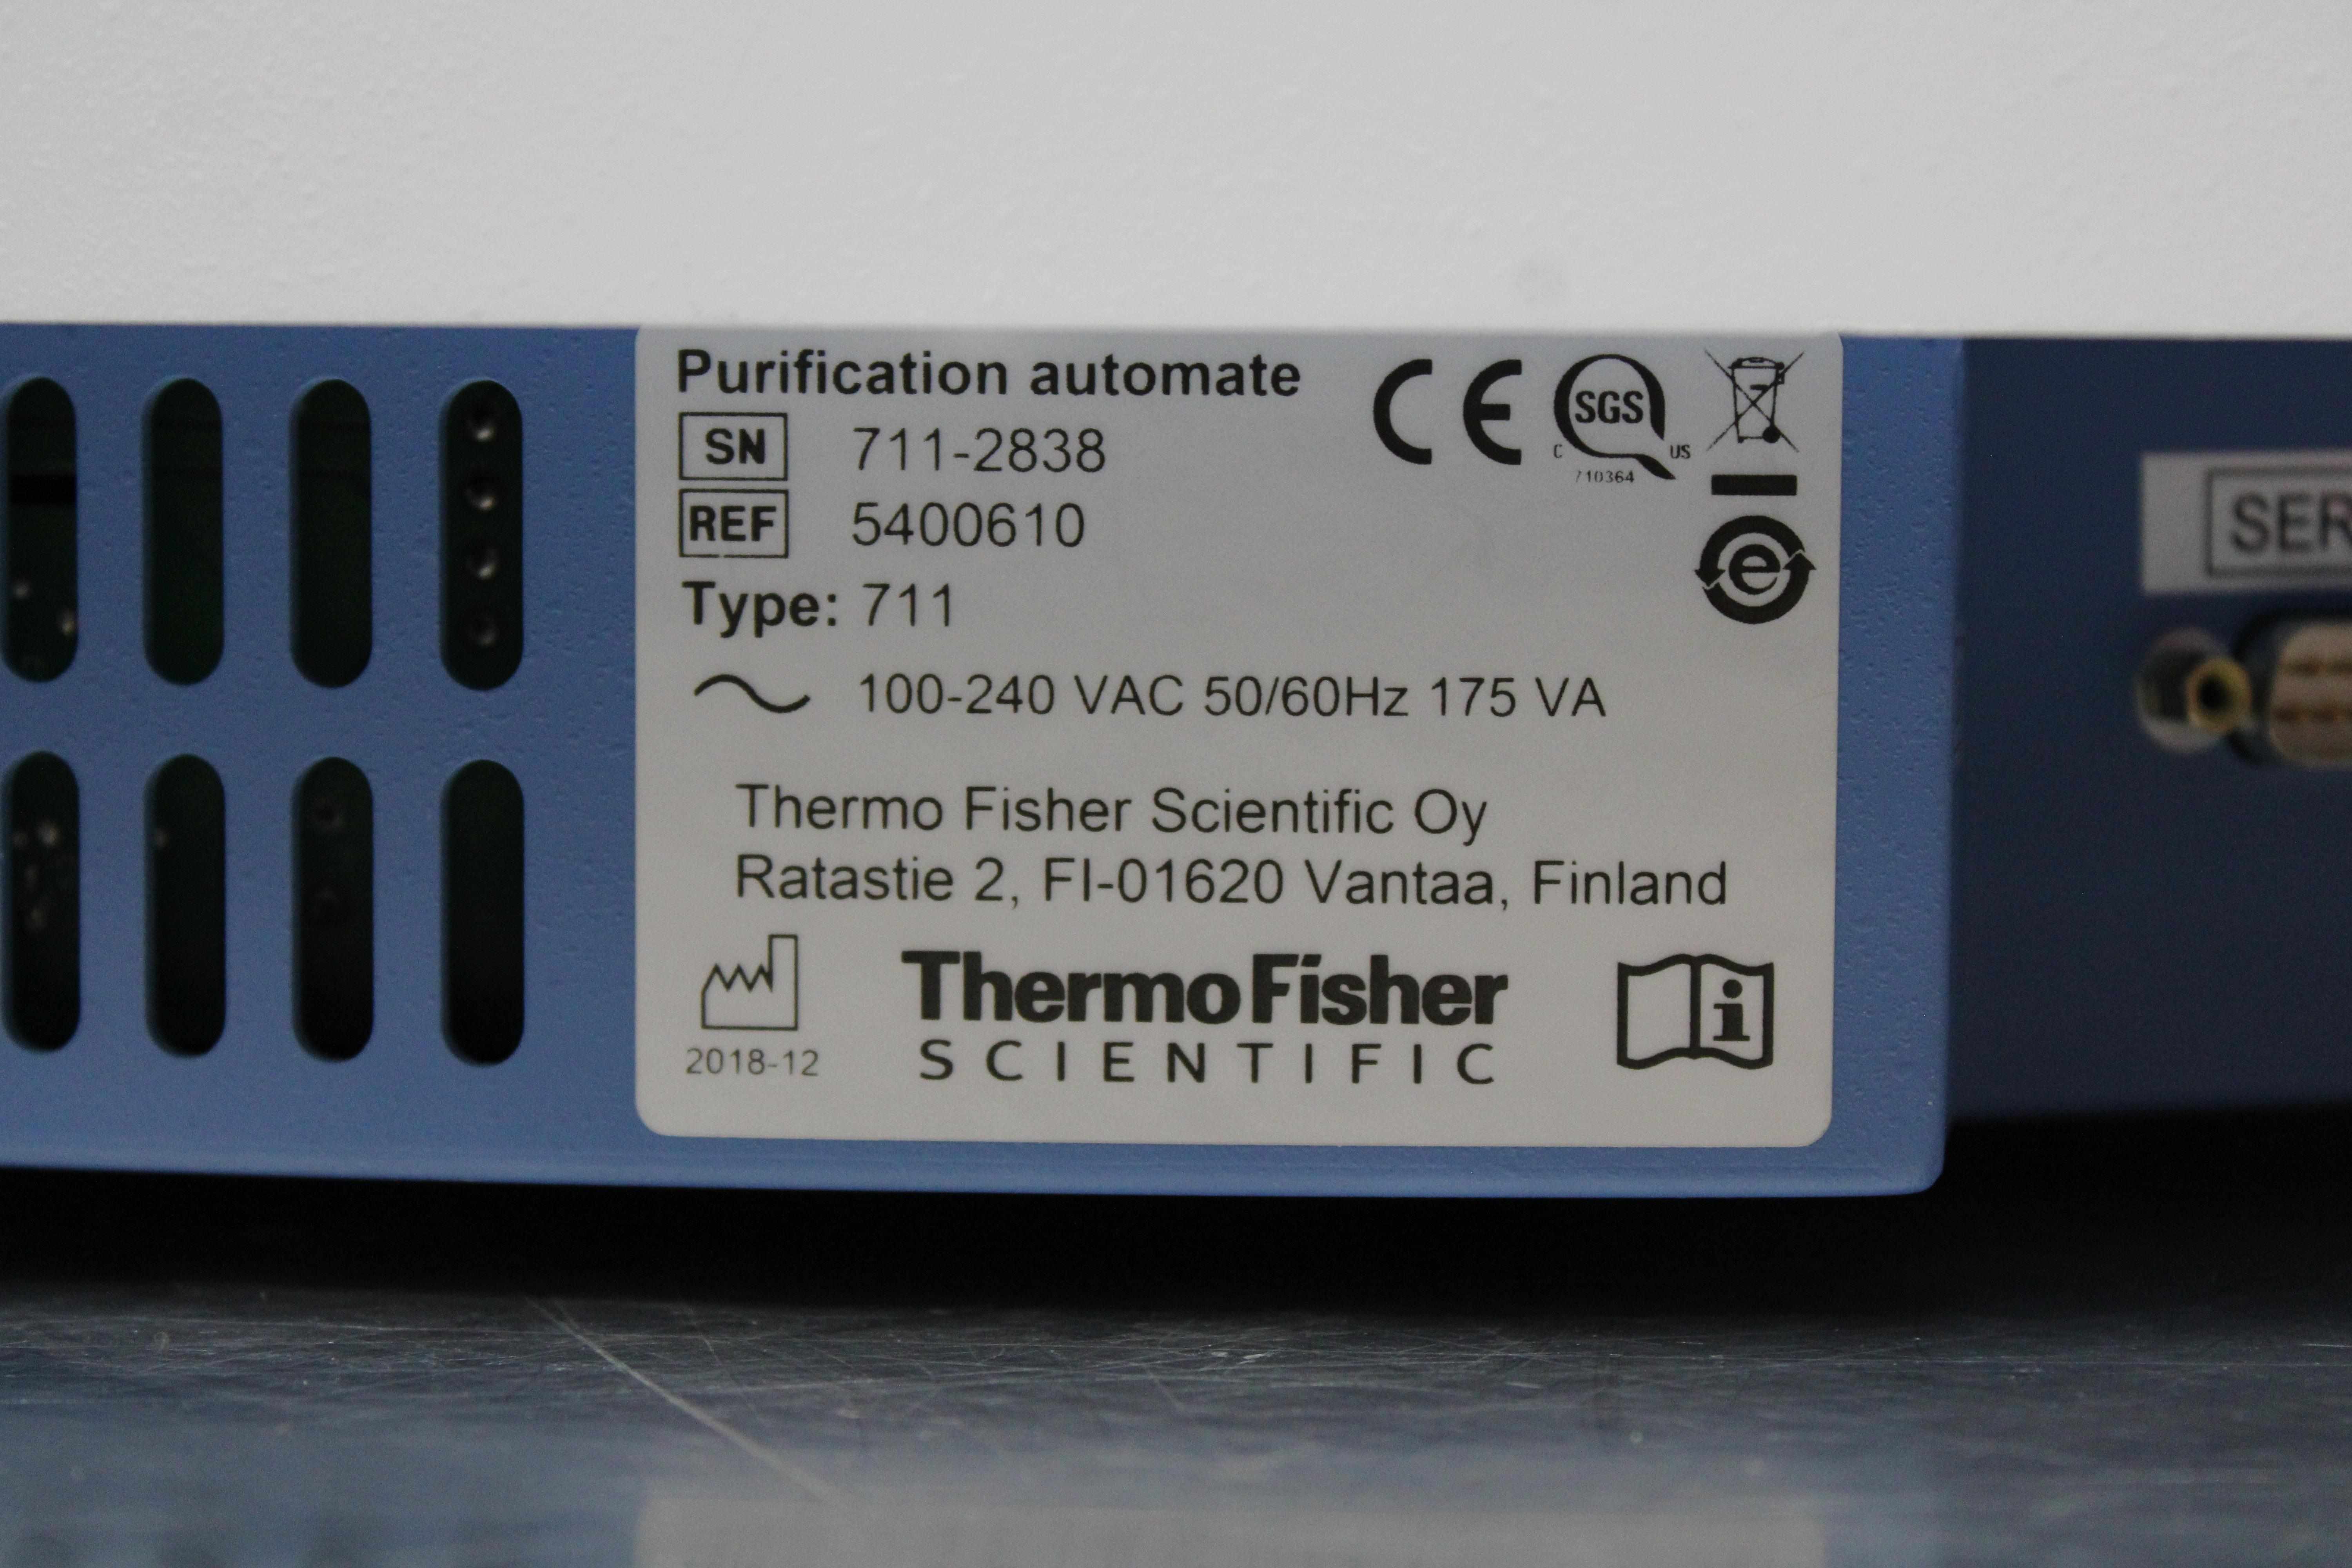 Purification automate
SN 711-2838
REF 5400610
Type: 711
100-240 VAC 50/60Hz 175 VA
Thermo Fisher Scientific Oy
Ratastie 2, FI-01620 Vantaa, Finland
2018-12
ThermoFisher
SCIENTIFIC
i
CE
SGS
C US
710364
e
SER